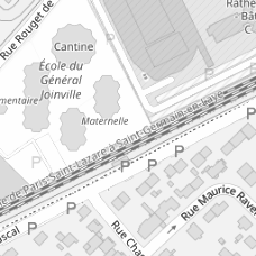 Rue Rouget de
Cantine
École du
Général
Joinville
Maternelle
Bât
C
de Paris-Saint-Lazare à Saint-Germain-en-Laye
P
P
P
P
P
P
P
Rue Maurice Rave
Rue Cha
scal